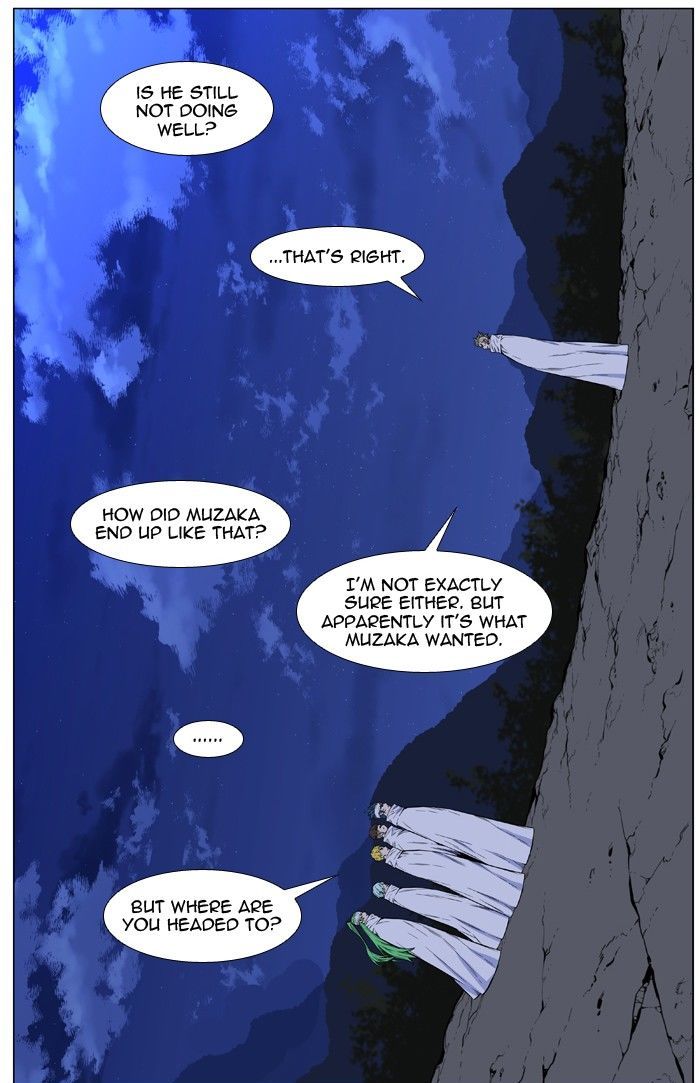 IS HE STILL
NOT DOING
WELL?
...THAT'S RIGHT.
HOW DID MUZAKA
END UP LIKE THAT?
I'M NOT EXACTLY
SURE EITHER. BUT
APPARENTLY IT'S WHAT
MUZAKA WANTED.
......
BUT WHERE ARE
YOU HEADED TO?